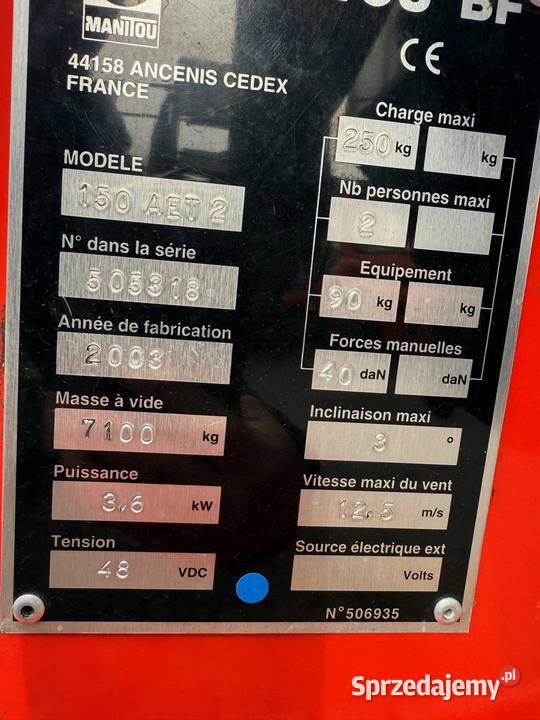 BF
MANITOU
CE
44158 ANCENIS CEDEX
FRANCE
MODELE
150 AET 2
N° dans la série
505318
Année de fabrication
2003
Masse à vide
7100 kg
Puissance
3.6 kW
Tension
48 VDC
Charge maxi
250 kg kg
Nb personnes maxi
2
Equipement
90 kg kg
Forces manuelles
40 daN daN
Inclinaison maxi
3 °
Vitesse maxi du vent
12.5 m/s
Source électrique ext
Volts
N°506935
Sprzedajemy.pl